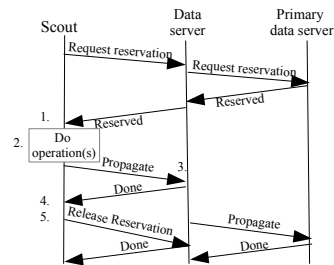 Scout
Data
server
Primary
data server
Request reservation
Request reservation
Reserved
1.
Reserved
2.
Do
operation(s)
Propagate
3.
Done
4.
5.
Release Reservation
Propagate
Done
Done